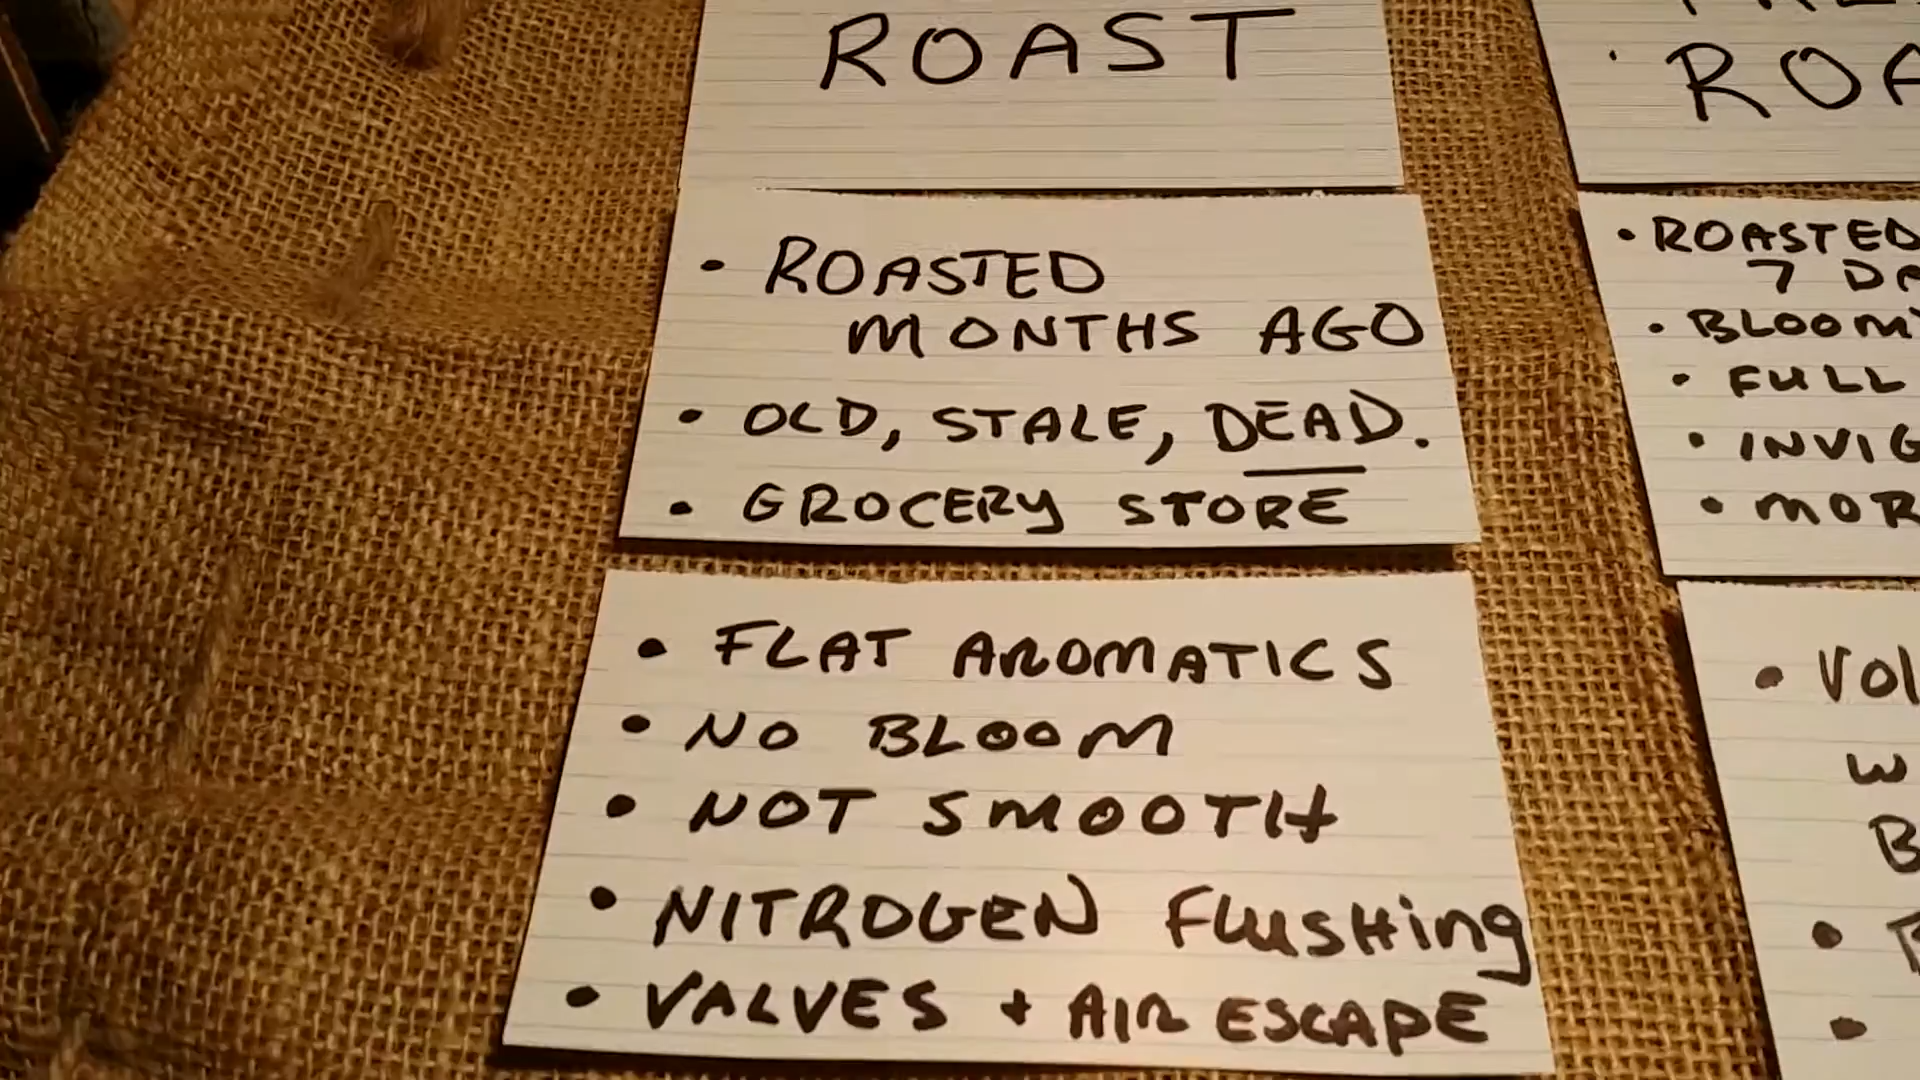 ROAST
• ROASTED
MONTHS AGO
• OLD, STALE, DEAD.
• GROCERY STORE
• FLAT AROMATICS
• NO BLOOM
• NOT SMOOTH
• NITROGEN FluSHing
• VALVES + AIR ESCAPE
ROA
• ROASTED
7 DA
• BLOOM
• FULL
• INVIG
• MOR
• VOl
W
B